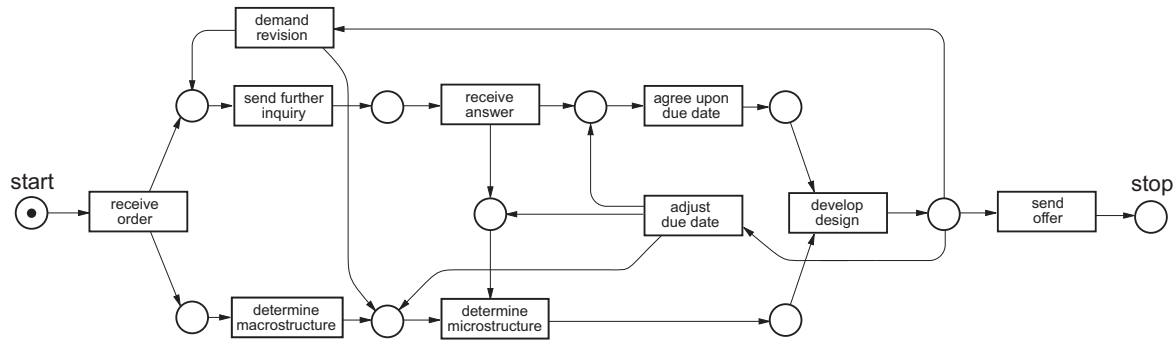 demand
revision
send further
inquiry
receive
answer
agree upon
due date
start
receive
order
adjust
due date
develop
design
send
offer
stop
determine
macrostructure
determine
microstructure